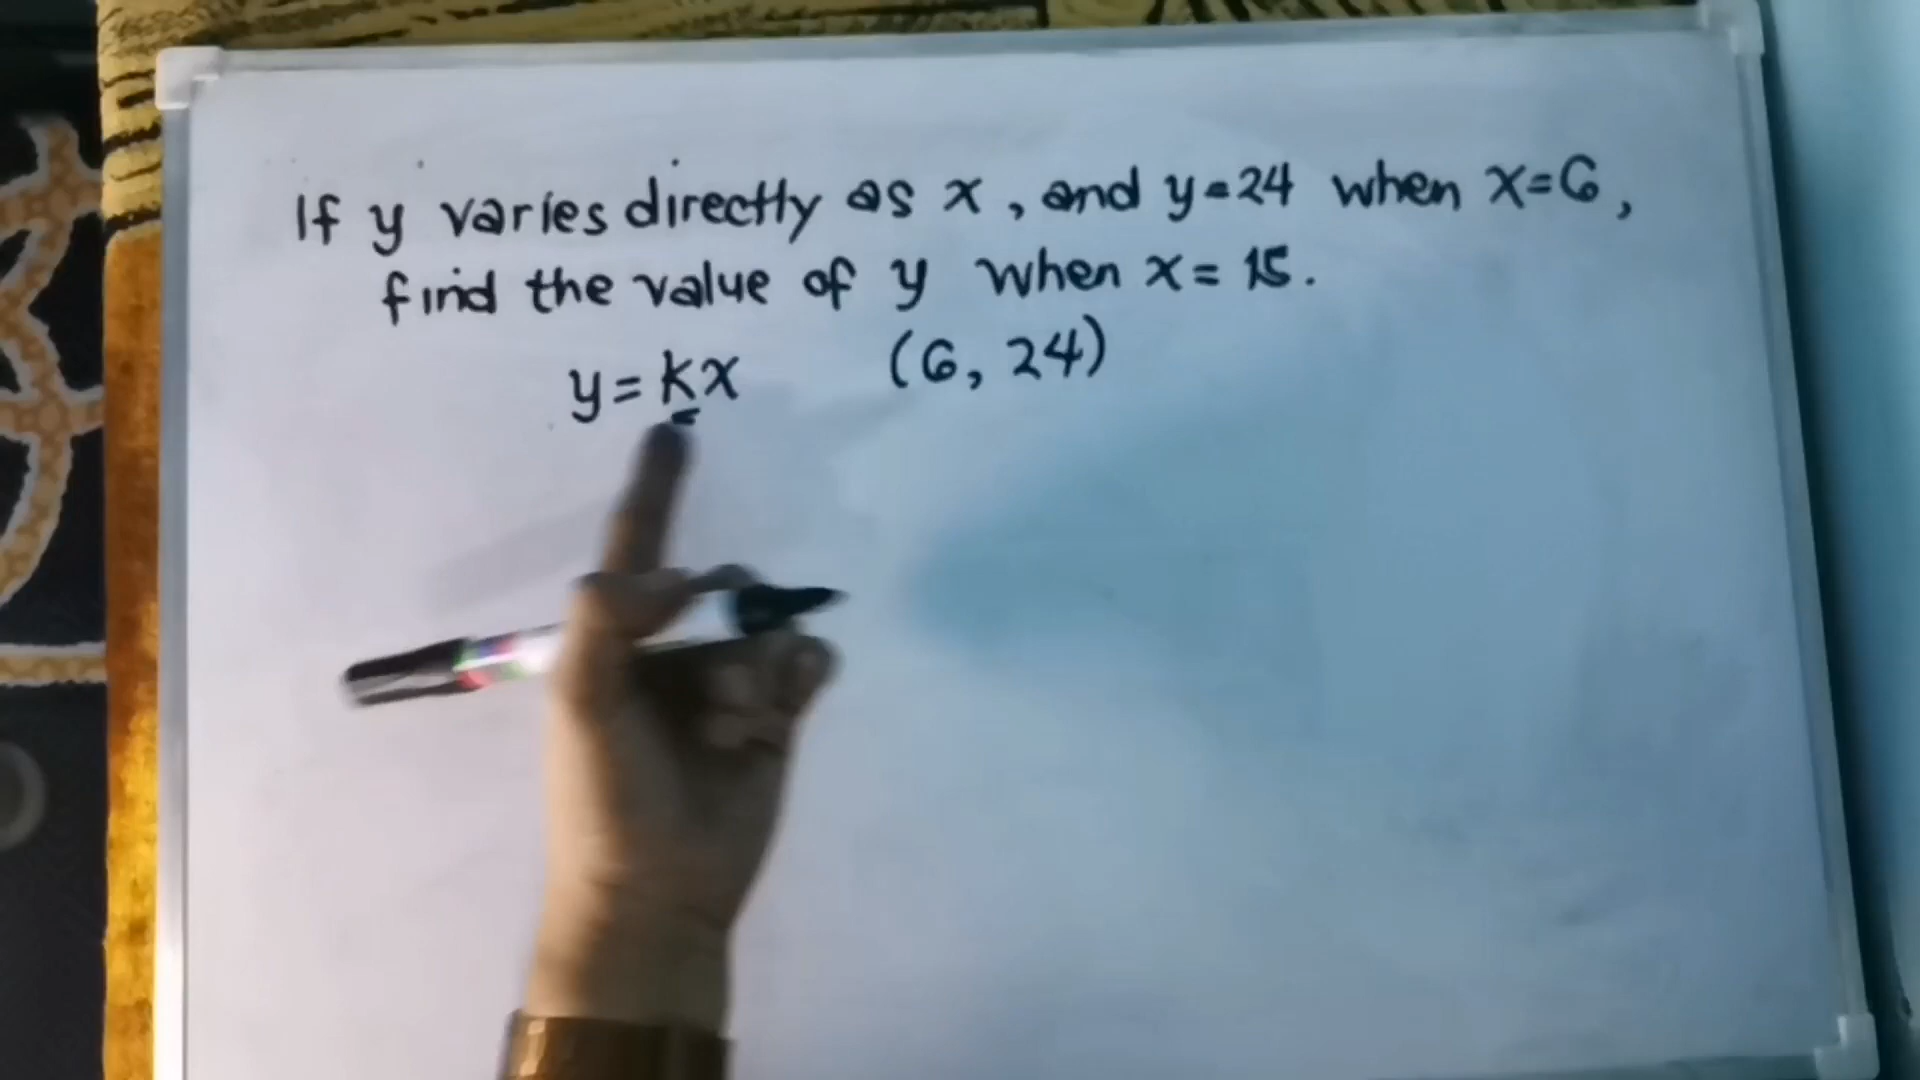 If y varies directly as x, and y=24 when x=6,
find the value of y when x= 15.
y= kx (6, 24)